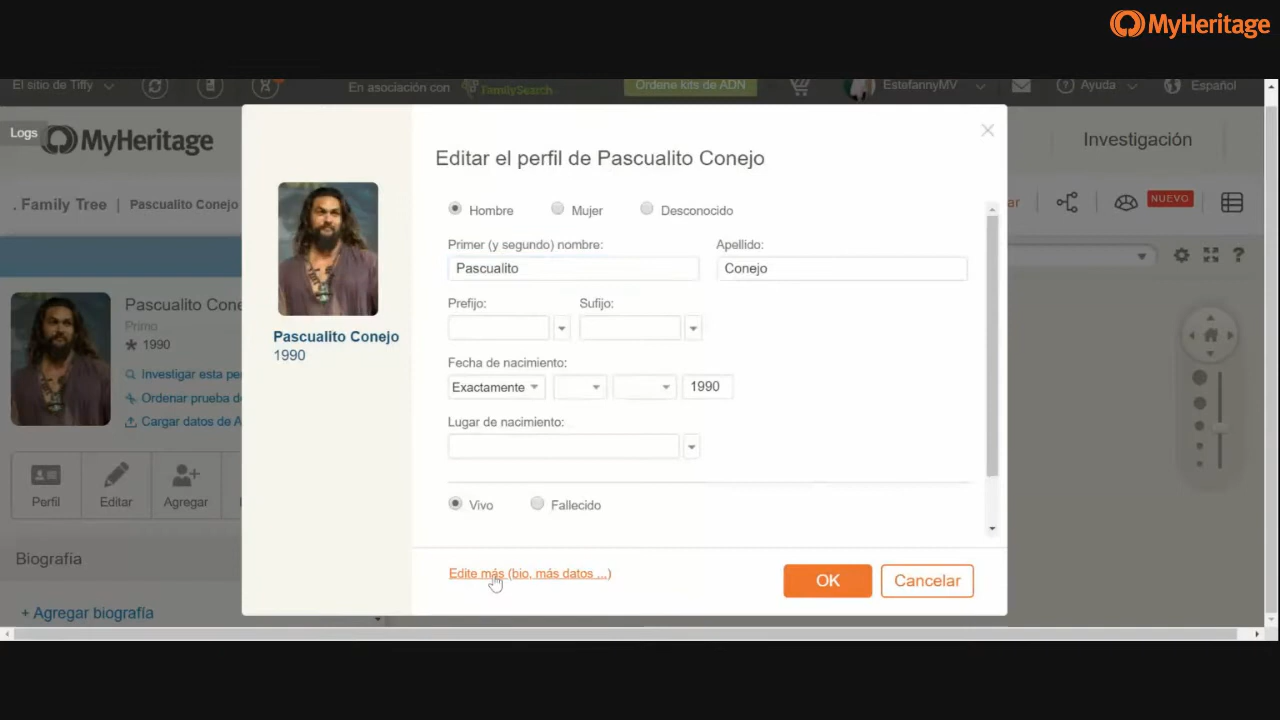 MyHeritage
El sitio de Tiffy
En asociación con
FamilySearch
Ordene kits de ADN
EstefannyMV
Ayuda
Español
Logs
MyHeritage
Investigación
. Family Tree | Pascualito Conejo
ar
NUEVO
Pascualito Cone
Primo
1990
Investigar esta pe
Ordenar prueba d
Cargar datos de A
Perfil
Editar
Agregar
Biografía
+ Agregar biografía
Pascualito Conejo
1990
Editar el perfil de Pascualito Conejo
Hombre Mujer Desconocido
Primer (y segundo) nombre: Apellido:
Pascualito Conejo
Prefijo: Sufijo:
Fecha de nacimiento:
Exactamente 1990
Lugar de nacimiento:
Vivo Fallecido
Edite más (bio, más datos ...)
OK Cancelar